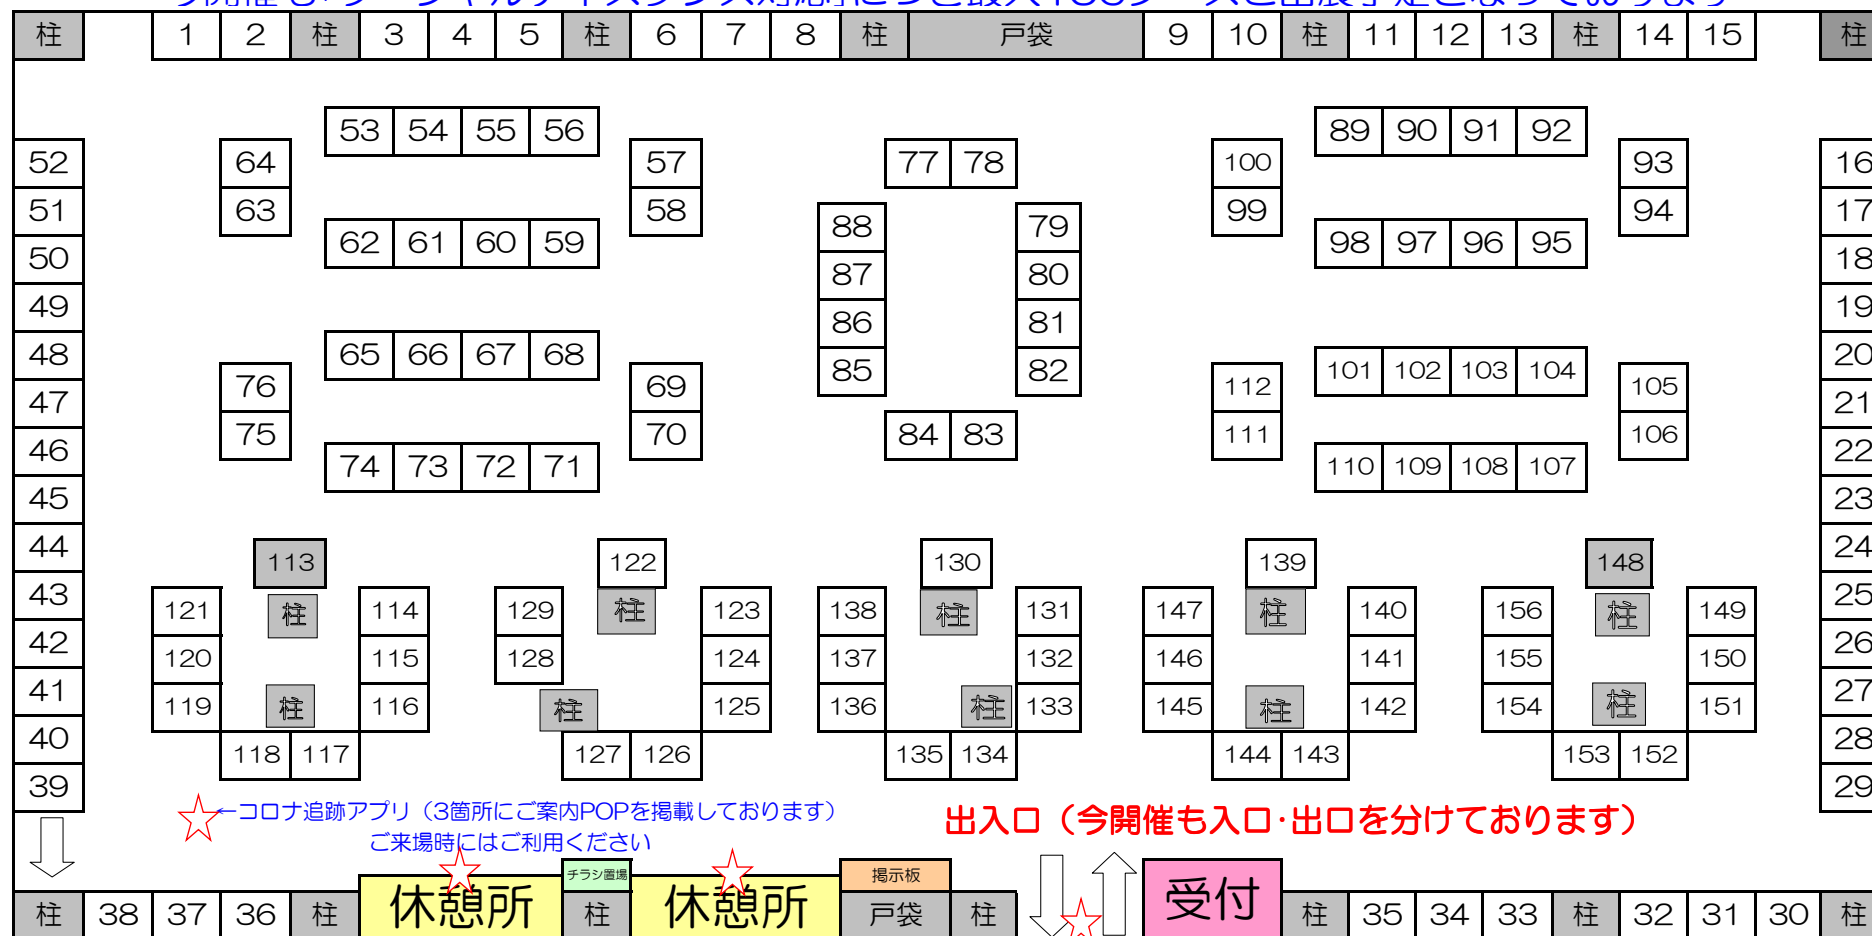 柱 1 2 柱 3 4 5 柱 6 7 8 柱 戸袋 9 10 柱 11 12 13 柱 14 15 柱
53 54 55 56 89 90 91 92
52 64 57 77 78 100 93 16
51 63 58 99 94 17
88 79
62 61 60 59 98 97 96 95
50 18
87 80
49 19
86 81
48 65 66 67 68 20
85 82 101 102 103 104
76 69 112 105
47 21
75 70 84 83 111 106
46 22
74 73 72 71 110 109 108 107
45 23
44 24
113 122 130 139 148
43 25
121 柱 114 129 柱 123 138 柱 131 147 柱 140 156 柱 149
42 26
120 115 128 124 137 132 146 141 155 150
41 27
119 柱 116 柱 125 136 柱 133 145 柱 142 154 柱 151
40 28
118 117 127 126 135 134 144 143 153 152
39 29
←コロナ追跡アプリ（3箇所にご案内POPを掲載しております）
ご来場時にはご利用ください
出入口（今開催も入口・出口を分けております）
チラシ置場 掲示板
柱 38 37 36 柱 休憩所 柱 休憩所 戸袋 柱 受付 柱 35 34 33 柱 32 31 30 柱